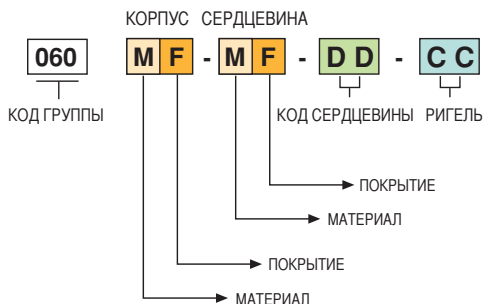 КОРПУС СЕРДЦЕВИНА
060 M F - M F - D D - C C
КОД ГРУППЫ КОД СЕРДЦЕВИНЫ РИГЕЛЬ
ПОКРЫТИЕ
МАТЕРИАЛ
ПОКРЫТИЕ
МАТЕРИАЛ